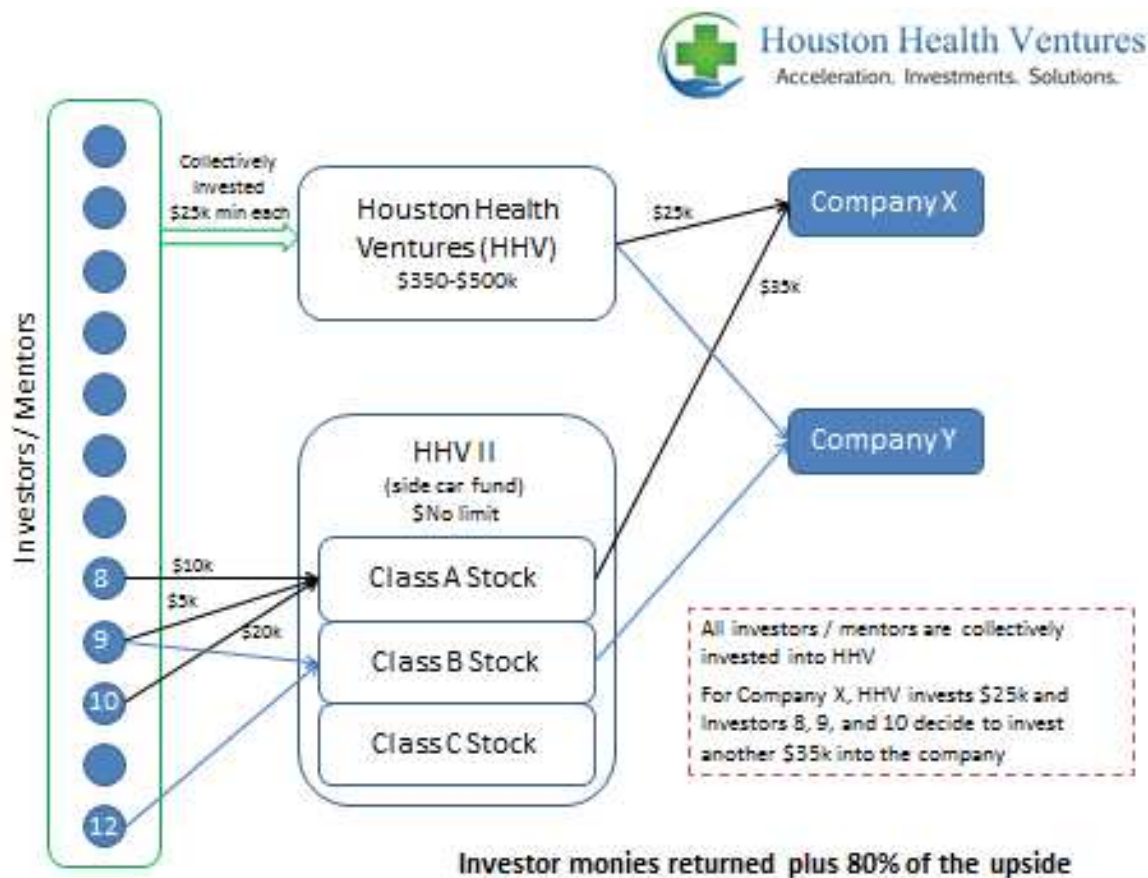 Houston Health Ventures
Acceleration. Investments. Solutions.
Investors / Mentors
Collectively
Invested
$25k min each
Houston Health
Ventures (HHV)
$350-$500k
$25k
$35k
Company X
Company Y
HHV II
(side car fund)
$No limit
Class A Stock
Class B Stock
Class C Stock
8
9
10
12
$10k
$5k
$20k
All investors / mentors are collectively
invested into HHV
For Company X, HHV invests $25k and
Investors 8, 9, and 10 decide to invest
another $35k into the company
Investor monies returned plus 80% of the upside